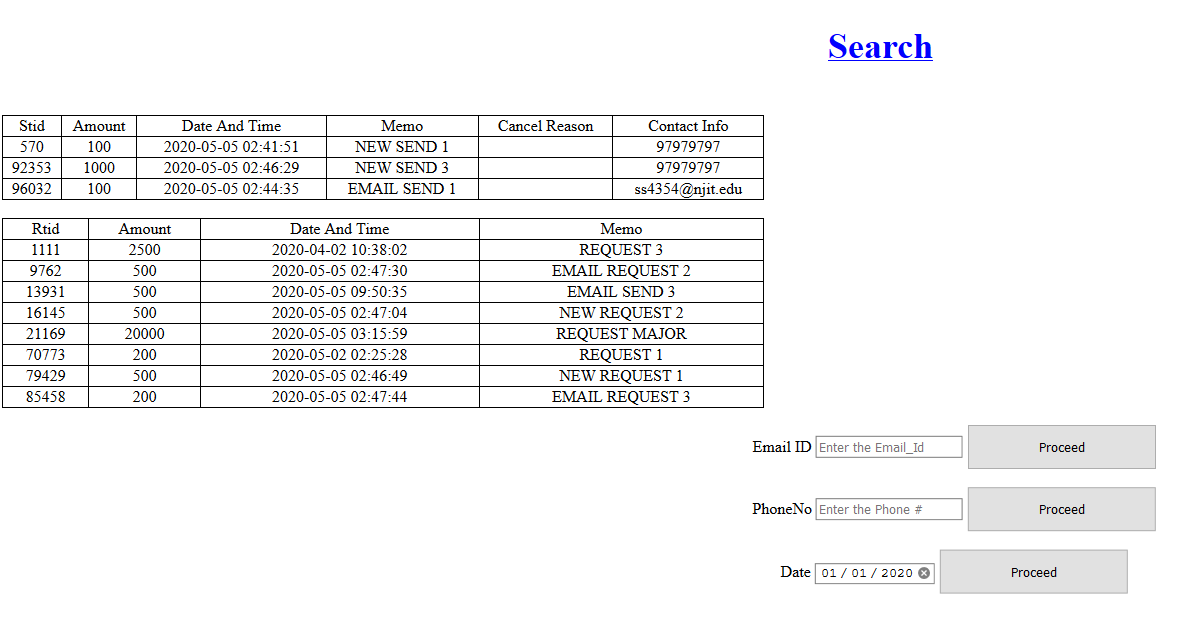 Search
Stid Amount Date And Time Memo Cancel Reason Contact Info
570 100 2020-05-05 02:41:51 NEW SEND 1 97979797
92353 1000 2020-05-05 02:46:29 NEW SEND 3 97979797
96032 100 2020-05-05 02:44:35 EMAIL SEND 1 ss4354@njit.edu
Rtid Amount Date And Time Memo
1111 2500 2020-04-02 10:38:02 REQUEST 3
9762 500 2020-05-05 02:47:30 EMAIL REQUEST 2
13931 500 2020-05-05 09:50:35 EMAIL SEND 3
16145 500 2020-05-05 02:47:04 NEW REQUEST 2
21169 20000 2020-05-05 03:15:59 REQUEST MAJOR
70773 200 2020-05-02 02:25:28 REQUEST 1
79429 500 2020-05-05 02:46:49 NEW REQUEST 1
85458 200 2020-05-05 02:47:44 EMAIL REQUEST 3
Email ID Enter the Email_Id Proceed
PhoneNo Enter the Phone # Proceed
Date 01 / 01 / 2020 Proceed